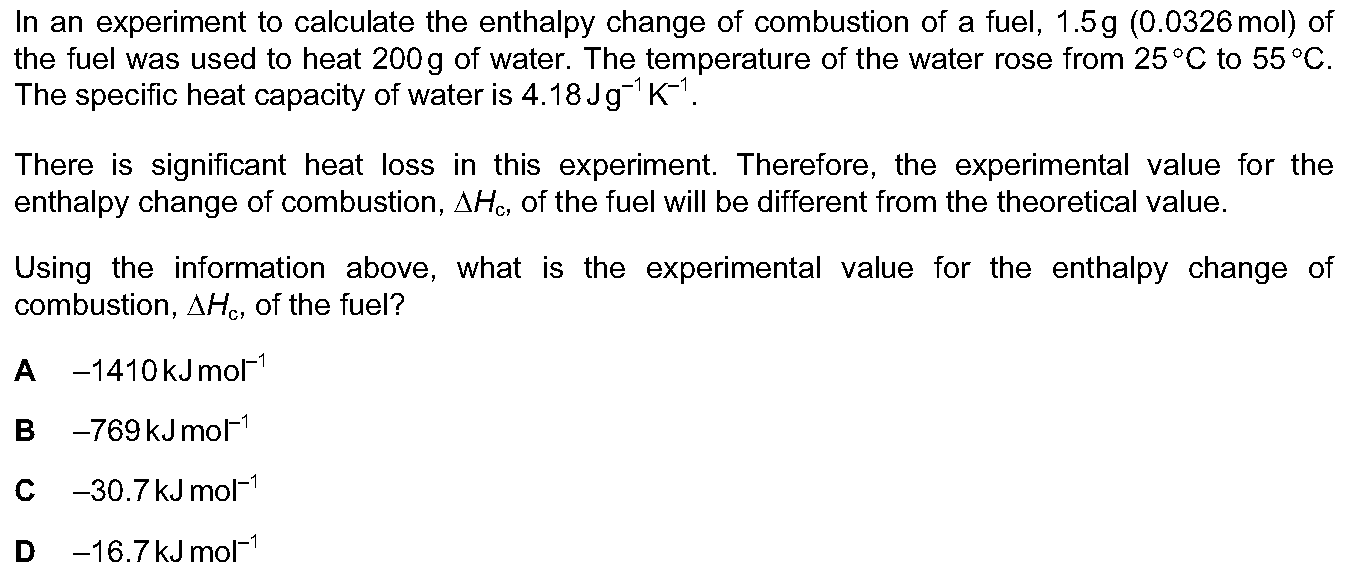 In an experiment to calculate the enthalpy change of combustion of a fuel, 1.5 g (0.0326 mol) of
the fuel was used to heat 200 g of water. The temperature of the water rose from 25 °C to 55 °C.
The specific heat capacity of water is 4.18 J g⁻¹ K⁻¹.
There is significant heat loss in this experiment. Therefore, the experimental value for the
enthalpy change of combustion, ΔH꜀, of the fuel will be different from the theoretical value.
Using the information above, what is the experimental value for the enthalpy change of
combustion, ΔH꜀, of the fuel?
A –1410 kJ mol⁻¹
B –769 kJ mol⁻¹
C –30.7 kJ mol⁻¹
D –16.7 kJ mol⁻¹